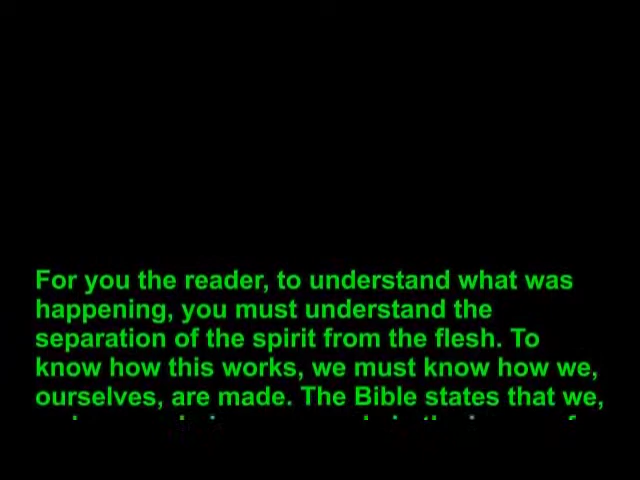 For you the reader, to understand what was
happening, you must understand the
separation of the spirit from the flesh. To
know how this works, we must know how we,
ourselves, are made. The Bible states that we,